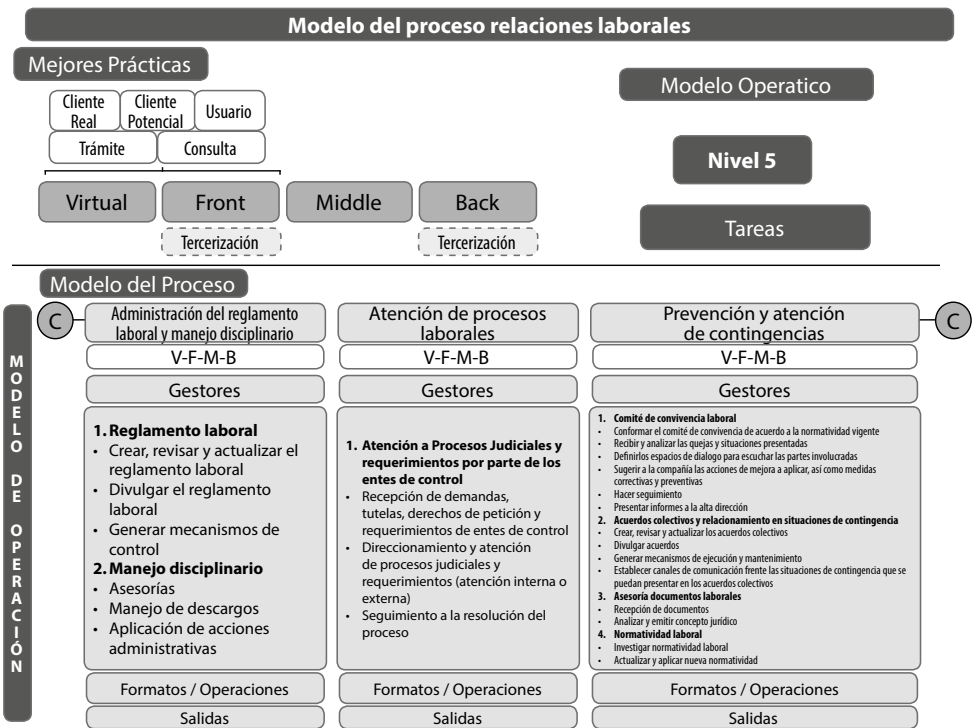 Modelo del proceso relaciones laborales
Mejores Prácticas
Cliente
Real
Cliente
Potencial
Usuario
Trámite
Consulta
Virtual
Front
Middle
Back
Tercerización
Tercerización
Modelo Operatico
Nivel 5
Tareas
Modelo del Proceso
MODELO DE OPERACIÓN
C
Administración del reglamento
laboral y manejo disciplinario
V-F-M-B
Gestores
1. Reglamento laboral
• Crear, revisar y actualizar el
reglamento laboral
• Divulgar el reglamento
laboral
• Generar mecanismos de
control
2. Manejo disciplinario
• Asesorías
• Manejo de descargos
• Aplicación de acciones
administrativas
Formatos / Operaciones
Salidas
Atención de procesos
laborales
V-F-M-B
Gestores
1. Atención a Procesos Judiciales y
requerimientos por parte de los
entes de control
• Recepción de demandas,
tutelas, derechos de petición y
requerimientos de entes de control
• Direccionamiento y atención
de procesos judiciales y
requerimientos (atención interna o
externa)
• Seguimiento a la resolución del
proceso
Formatos / Operaciones
Salidas
Prevención y atención
de contingencias
C
V-F-M-B
Gestores
1. Comité de convivencia laboral
• Conformar el comité de convivencia de acuerdo a la normatividad vigente
• Recibir y analizar las quejas y situaciones presentadas
• Definirlos espacios de dialogo para escuchar las partes involucradas
• Sugerir a la compañía las acciones de mejora a aplicar, así como medidas
correctivas y preventivas
• Hacer seguimiento
• Presentar informes a la alta dirección
2. Acuerdos colectivos y relacionamiento en situaciones de contingencia
• Crear, revisar y actualizar los acuerdos colectivos
• Divulgar acuerdos
• Generar mecanismos de ejecución y mantenimiento
• Establecer canales de comunicación frente las situaciones de contingencia que se
puedan presentar en los acuerdos colectivos
3. Asesoría documentos laborales
• Recepción de documentos
• Analizar y emitir concepto jurídico
4. Normatividad laboral
• Investigar normatividad laboral
• Actualizar y aplicar nueva normatividad
Formatos / Operaciones
Salidas